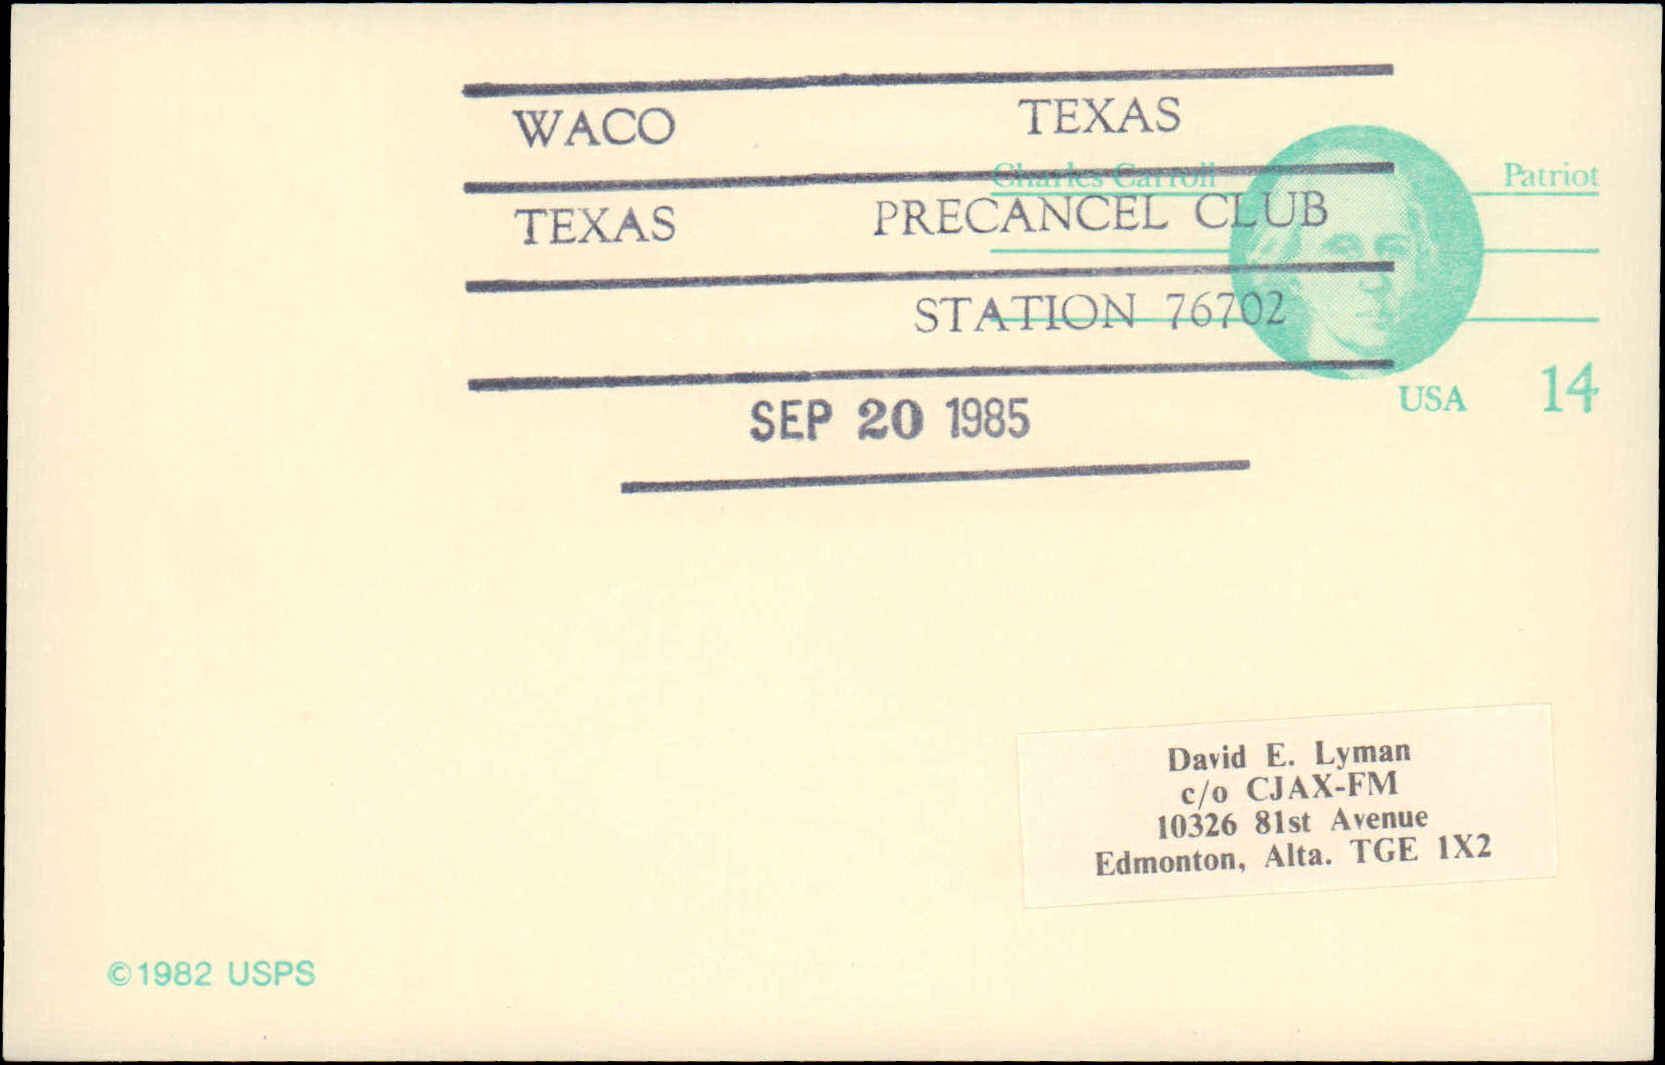 WACO TEXAS
Charles Carroll Patriot
TEXAS PRECANCEL CLUB
STATION 76702
USA 14
SEP 20 1985
David E. Lyman
c/o CJAX-FM
10326 81st Avenue
Edmonton, Alta. TGE 1X2
©1982 USPS